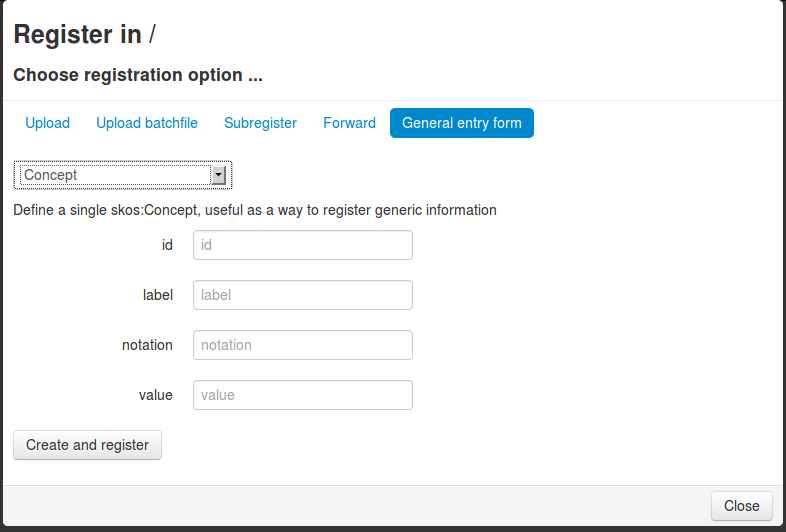 Register in /
Choose registration option ...
Upload Upload batchfile Subregister Forward General entry form
Concept
Define a single skos:Concept, useful as a way to register generic information
id id
label label
notation notation
value value
Create and register
Close